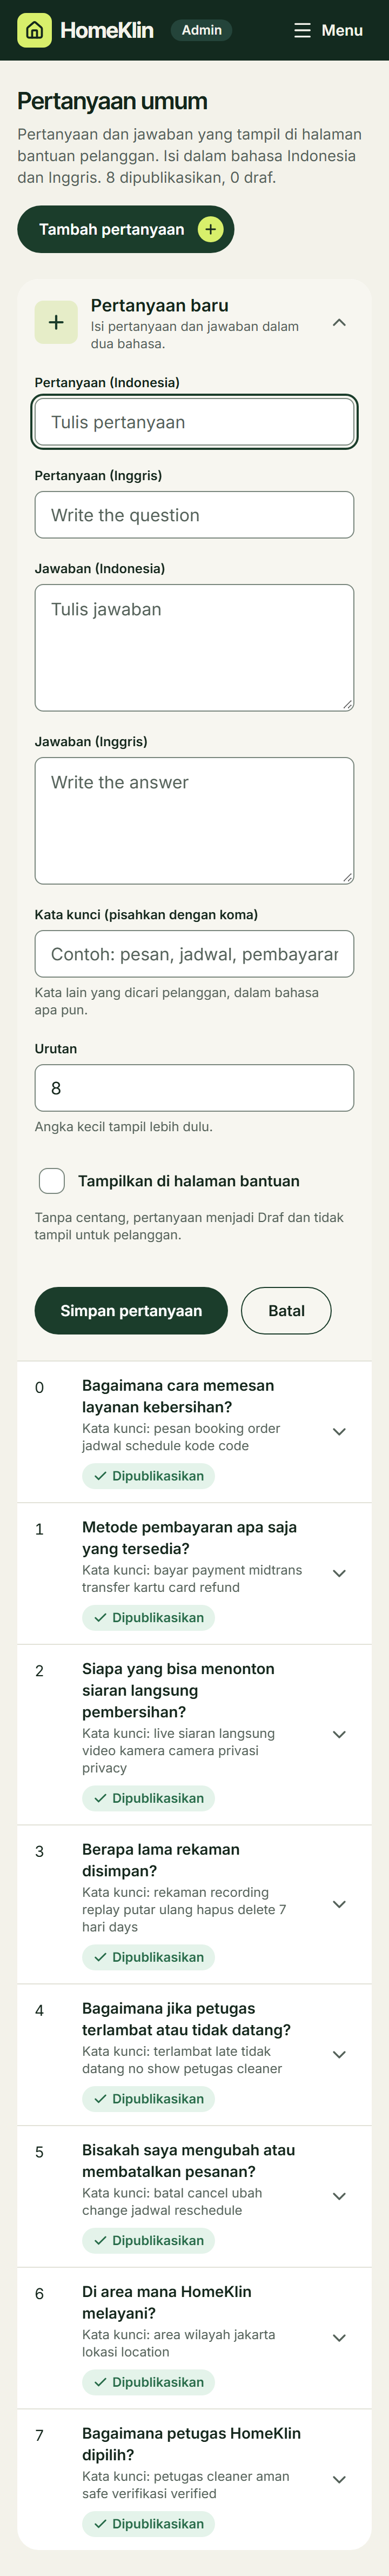 HomeKlin Admin Menu
Pertanyaan umum
Pertanyaan dan jawaban yang tampil di halaman
bantuan pelanggan. Isi dalam bahasa Indonesia
dan Inggris. 8 dipublikasikan, 0 draf.
Tambah pertanyaan
Pertanyaan baru
Isi pertanyaan dan jawaban dalam
dua bahasa.
Pertanyaan (Indonesia)
Tulis pertanyaan
Pertanyaan (Inggris)
Write the question
Jawaban (Indonesia)
Tulis jawaban
Jawaban (Inggris)
Write the answer
Kata kunci (pisahkan dengan koma)
Contoh: pesan, jadwal, pembayaran
Kata lain yang dicari pelanggan, dalam bahasa
apa pun.
Urutan
8
Angka kecil tampil lebih dulu.
Tampilkan di halaman bantuan
Tanpa centang, pertanyaan menjadi Draf dan tidak
tampil untuk pelanggan.
Simpan pertanyaan Batal
0 Bagaimana cara memesan
layanan kebersihan?
Kata kunci: pesan booking order
jadwal schedule kode code
Dipublikasikan
1 Metode pembayaran apa saja
yang tersedia?
Kata kunci: bayar payment midtrans
transfer kartu card refund
Dipublikasikan
2 Siapa yang bisa menonton
siaran langsung
pembersihan?
Kata kunci: live siaran langsung
video kamera camera privasi
privacy
Dipublikasikan
3 Berapa lama rekaman
disimpan?
Kata kunci: rekaman recording
replay putar ulang hapus delete 7
hari days
Dipublikasikan
4 Bagaimana jika petugas
terlambat atau tidak datang?
Kata kunci: terlambat late tidak
datang no show petugas cleaner
Dipublikasikan
5 Bisakah saya mengubah atau
membatalkan pesanan?
Kata kunci: batal cancel ubah
change jadwal reschedule
Dipublikasikan
6 Di area mana HomeKlin
melayani?
Kata kunci: area wilayah jakarta
lokasi location
Dipublikasikan
7 Bagaimana petugas HomeKlin
dipilih?
Kata kunci: petugas cleaner aman
safe verifikasi verified
Dipublikasikan